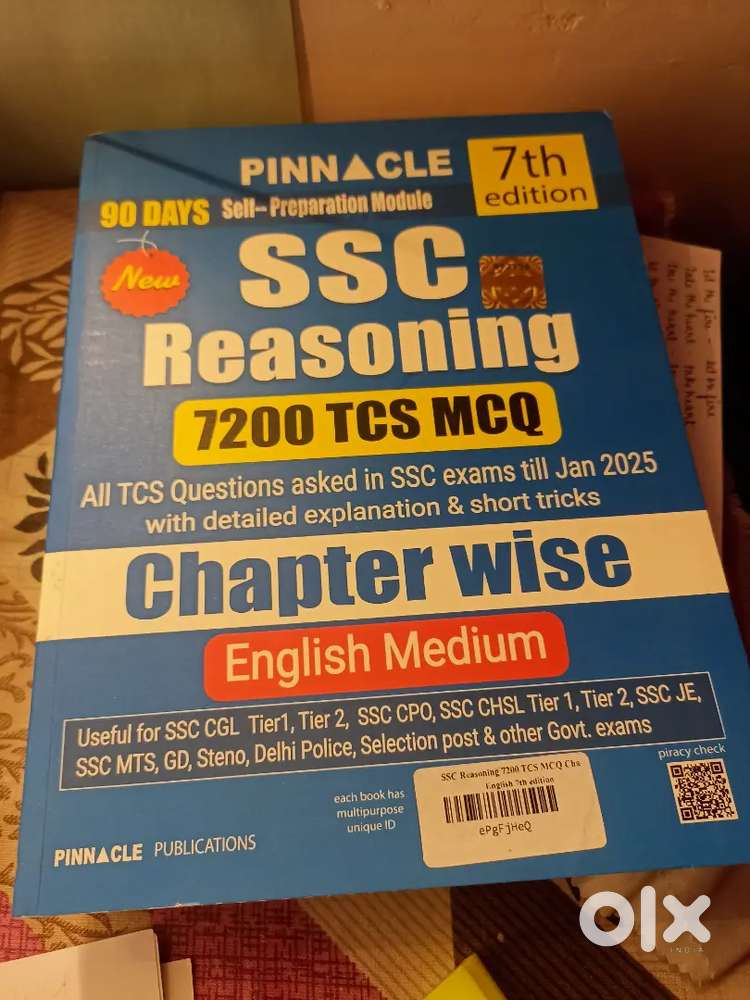 PINNACLE
7th
edition
90 DAYS Self-Preparation Module
New
SSC
Reasoning
7200 TCS MCQ
All TCS Questions asked in SSC exams till Jan 2025
with detailed explanation & short tricks
Chapter wise
English Medium
Useful for SSC CGL Tier1, Tier 2, SSC CPO, SSC CHSL Tier 1, Tier 2, SSC JE,
SSC MTS, GD, Steno, Delhi Police, Selection post & other Govt. exams
piracy check
each book has
multipurpose
unique ID
SSC Reasoning 7200 TCS MCQ Cha
English 7th edition
ePgFjHeQ
PINNACLE PUBLICATIONS
olx
INDIA